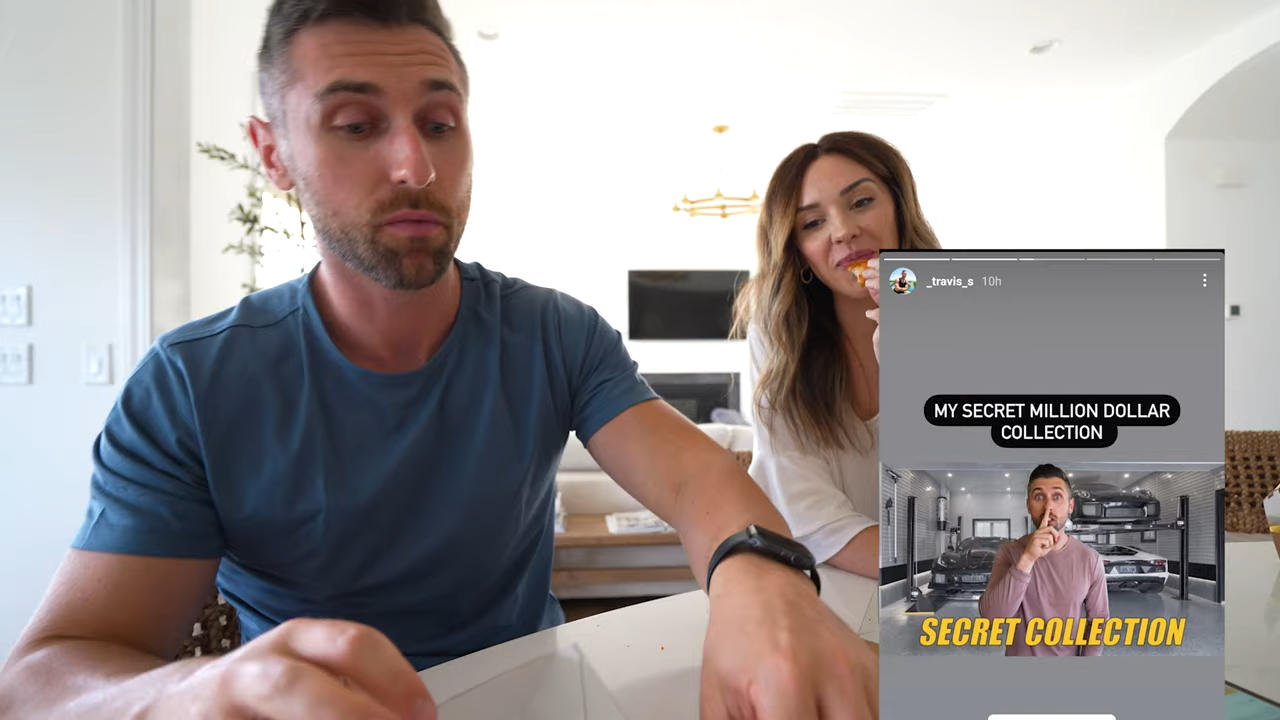 _travis_s 10h
MY SECRET MILLION DOLLAR
COLLECTION
SECRET COLLECTION